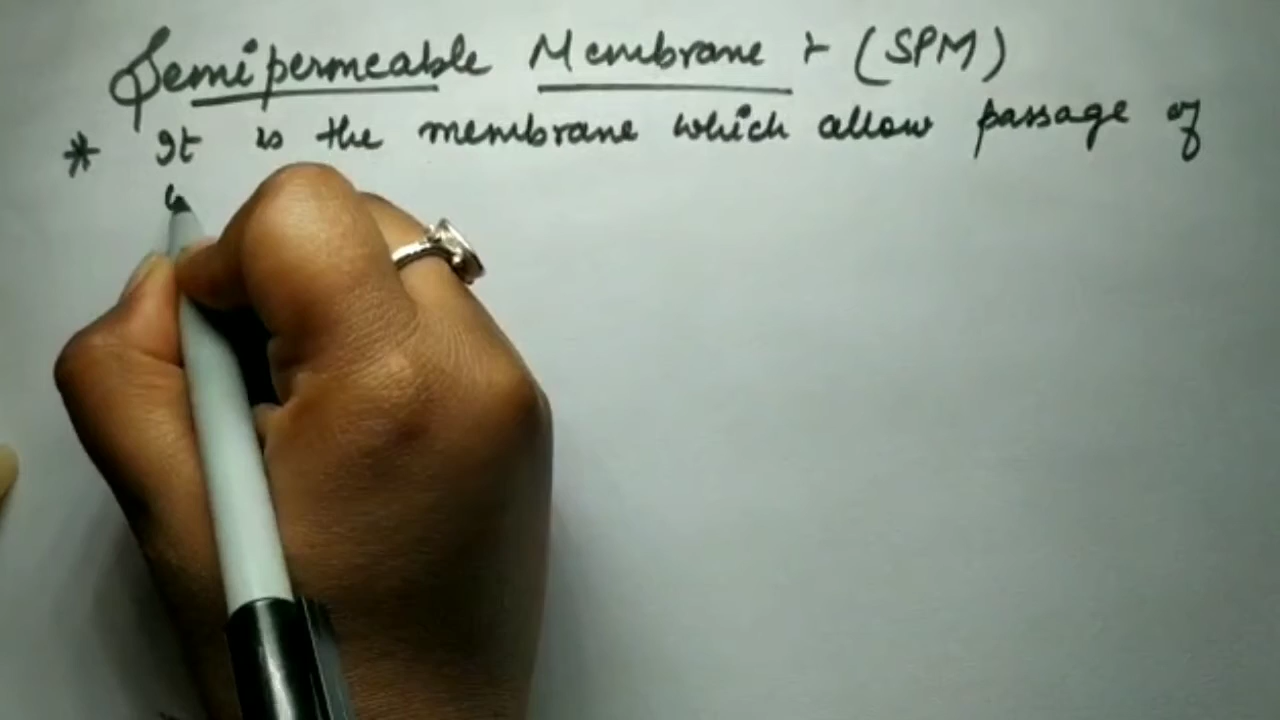 Semipermeable Membrane :- (SPM)
* It is the membrane which allow passage of